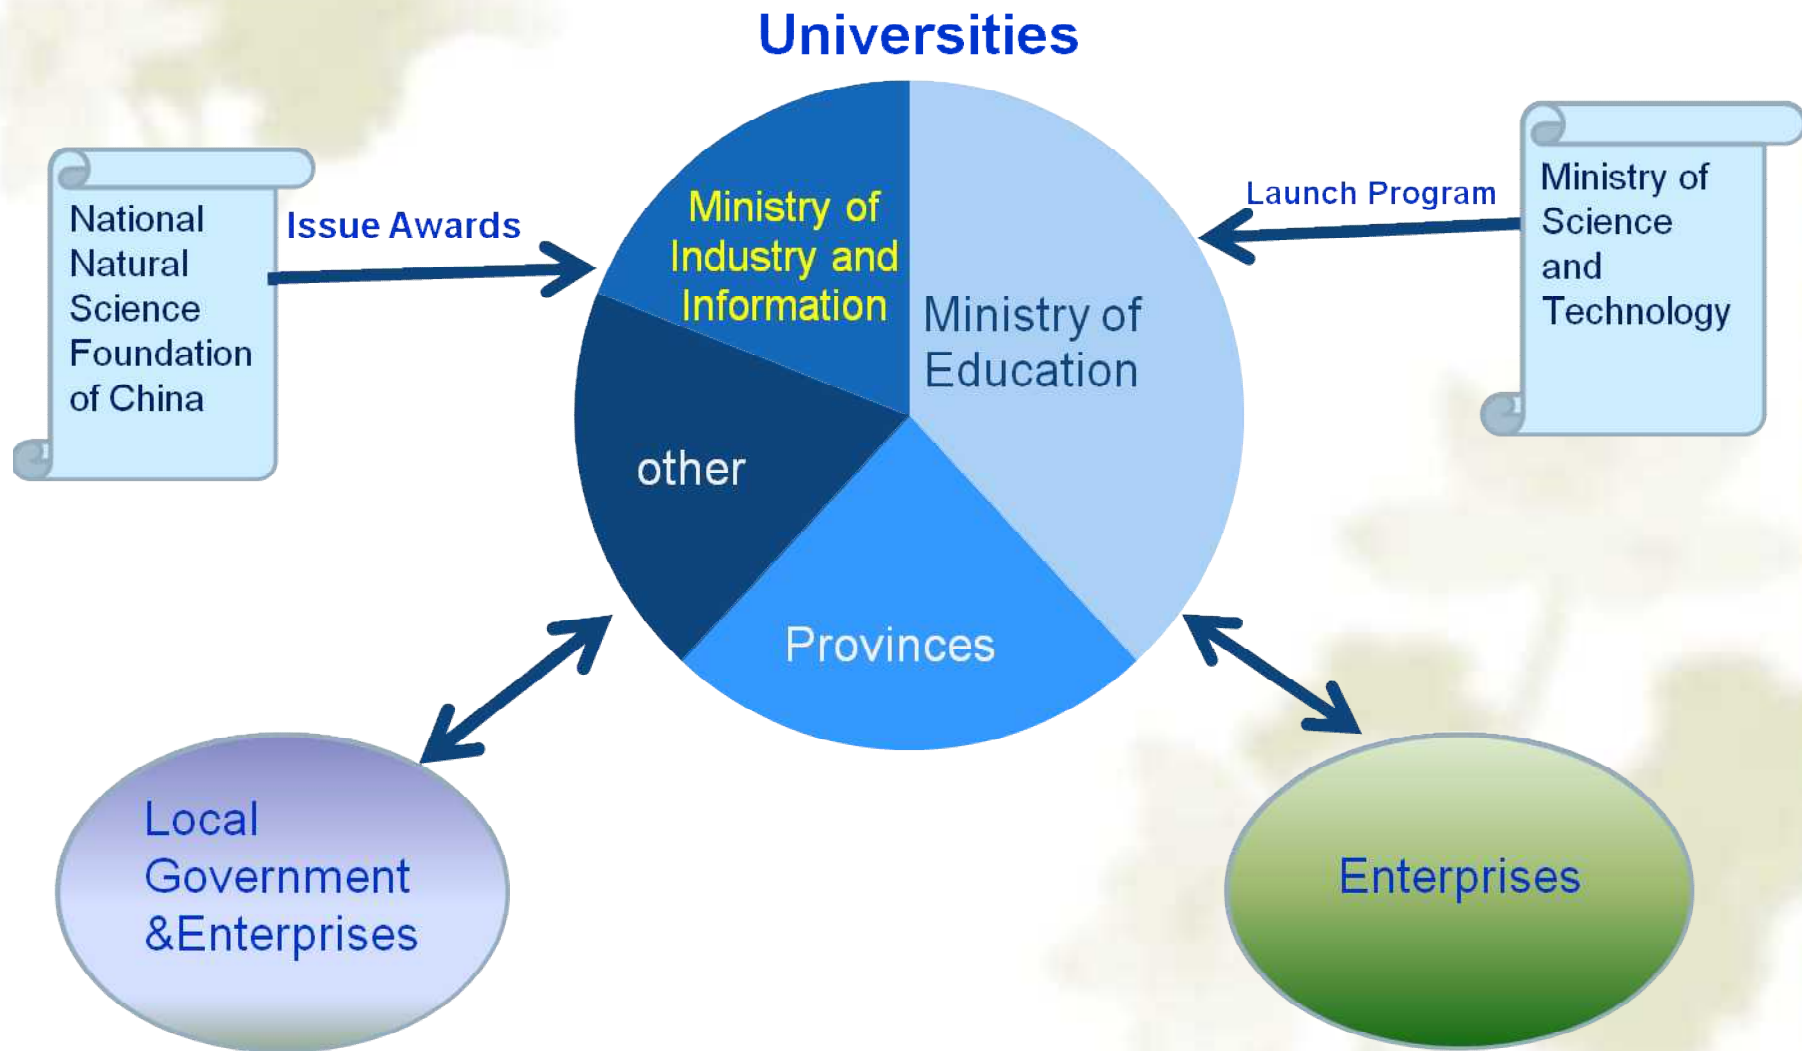 Universities
National
Natural
Science
Foundation
of China
Issue Awards
Ministry of
Industry and
Information
Ministry of
Education
other
Provinces
Launch Program
Ministry of
Science
and
Technology
Local
Government
&Enterprises
Enterprises